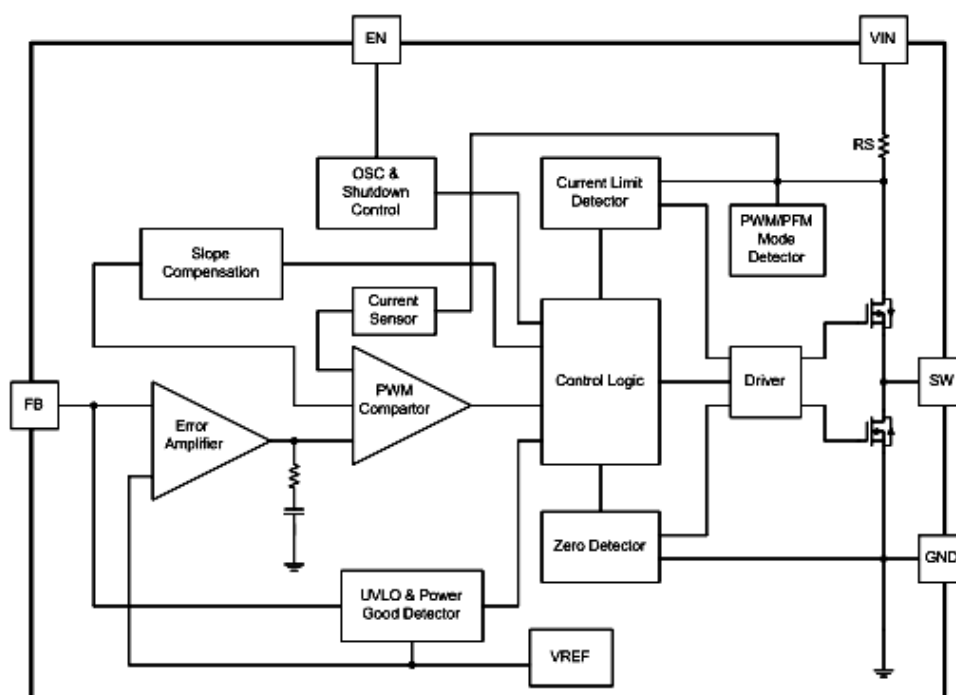 EN
VIN
RS
OSC &
Shutdown
Control
Current Limit
Detector
PWM/PFM
Mode
Detector
Slope
Compensation
Current
Sensor
FB
Error
Amplifier
PWM
Compartor
Control Logic
Driver
SW
Zero Detector
GND
UVLO & Power
Good Detector
VREF